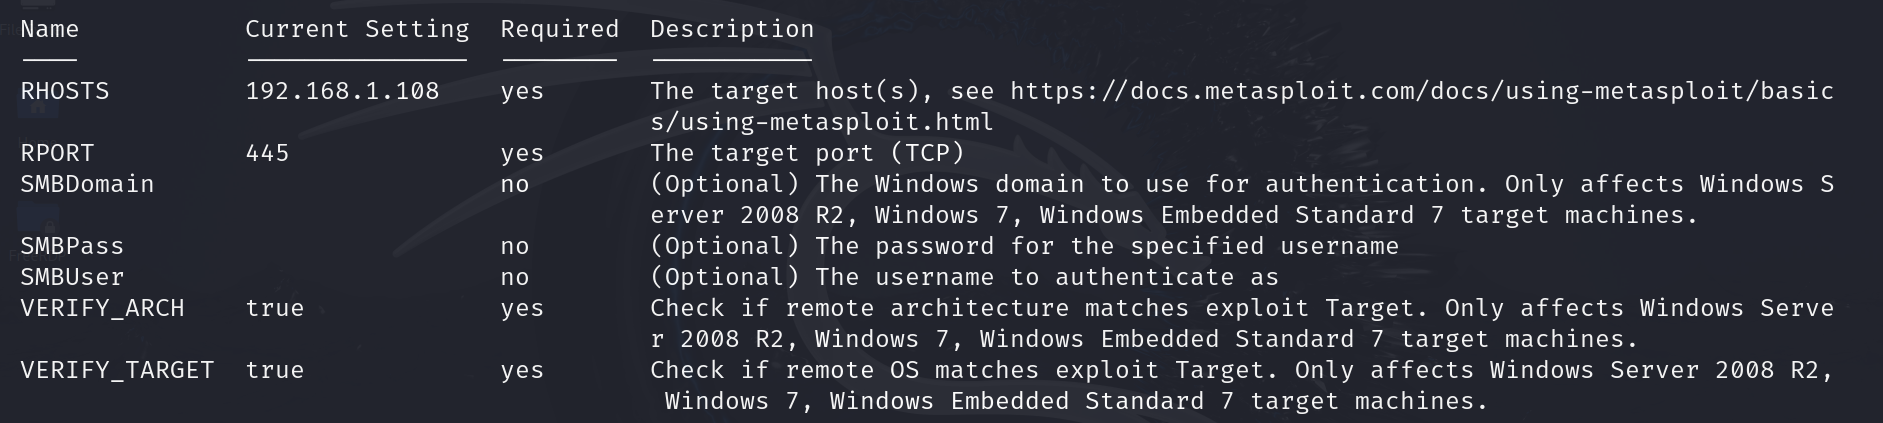 Name Current Setting Required Description
RHOSTS 192.168.1.108 yes The target host(s), see https://docs.metasploit.com/docs/using-metasploit/basic
s/using-metasploit.html
RPORT 445 yes The target port (TCP)
SMBDomain no (Optional) The Windows domain to use for authentication. Only affects Windows S
erver 2008 R2, Windows 7, Windows Embedded Standard 7 target machines.
SMBPass no (Optional) The password for the specified username
SMBUser no (Optional) The username to authenticate as
VERIFY_ARCH true yes Check if remote architecture matches exploit Target. Only affects Windows Serve
r 2008 R2, Windows 7, Windows Embedded Standard 7 target machines.
VERIFY_TARGET true yes Check if remote OS matches exploit Target. Only affects Windows Server 2008 R2,
Windows 7, Windows Embedded Standard 7 target machines.